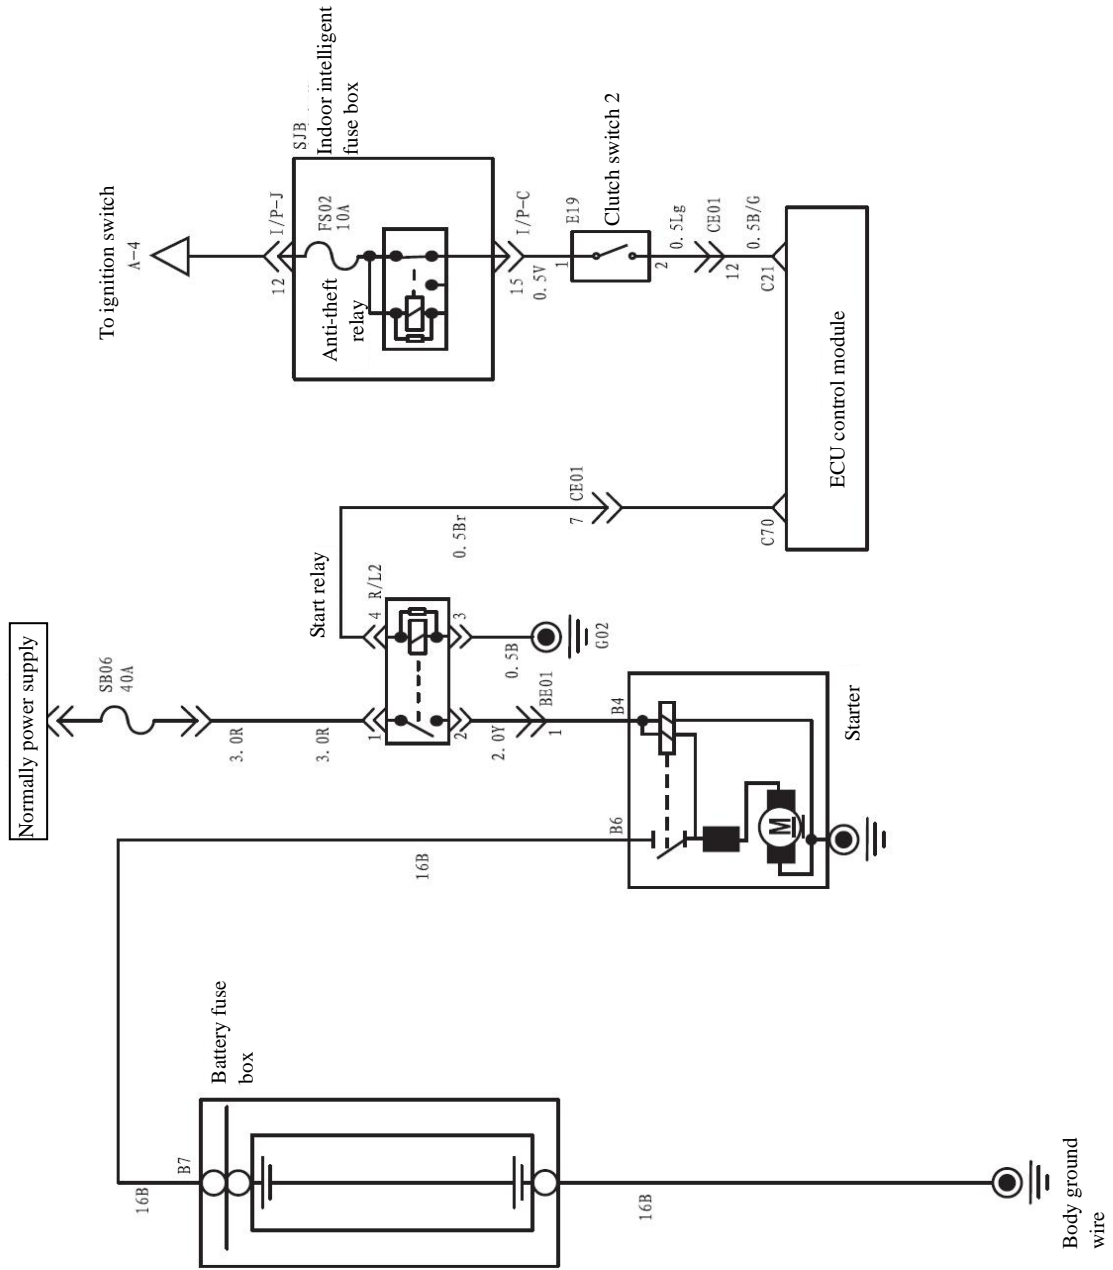 Normally power supply
SB06
40A
3.0R
3.0R
Start relay
R/L2
1
4
2
3
0.5Br
0.5B
G02
2.0Y
BE01
1
7
CE01
C70
B4
B6
Starter
M
16B
To ignition switch
A-4
12
I/P-J
SJB
Indoor intelligent
fuse box
FS02
10A
Anti-theft
relay
15
I/P-C
0.5V
E19
1
Clutch switch 2
2
0.5Lg
CE01
12
0.5B/G
C21
ECU control module
16B
B7
Battery fuse
box
16B
Body ground
wire